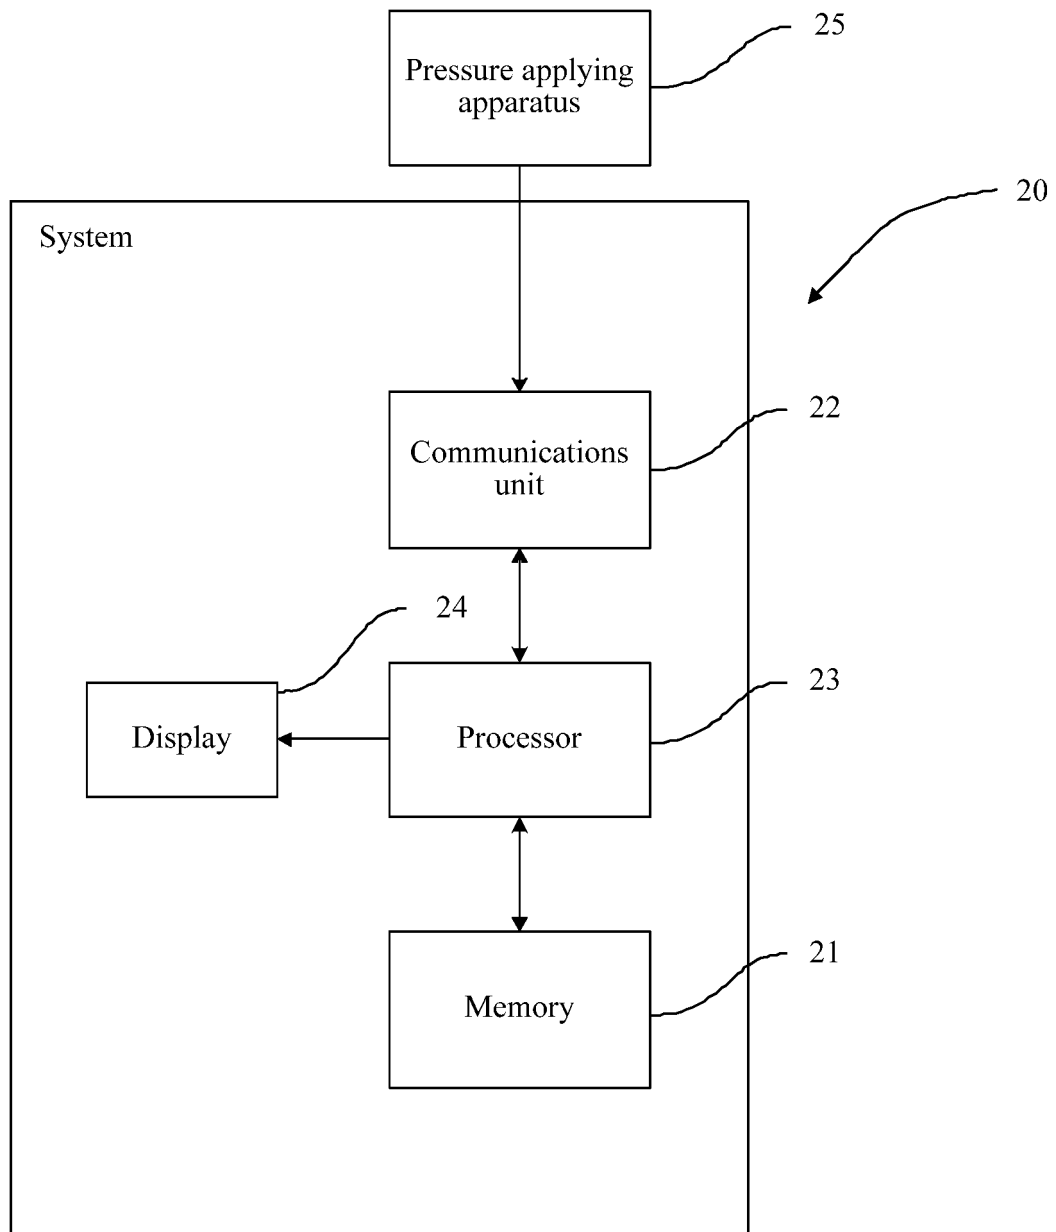 25
Pressure applying
apparatus
20
System
22
Communications
unit
24
23
Display
Processor
21
Memory